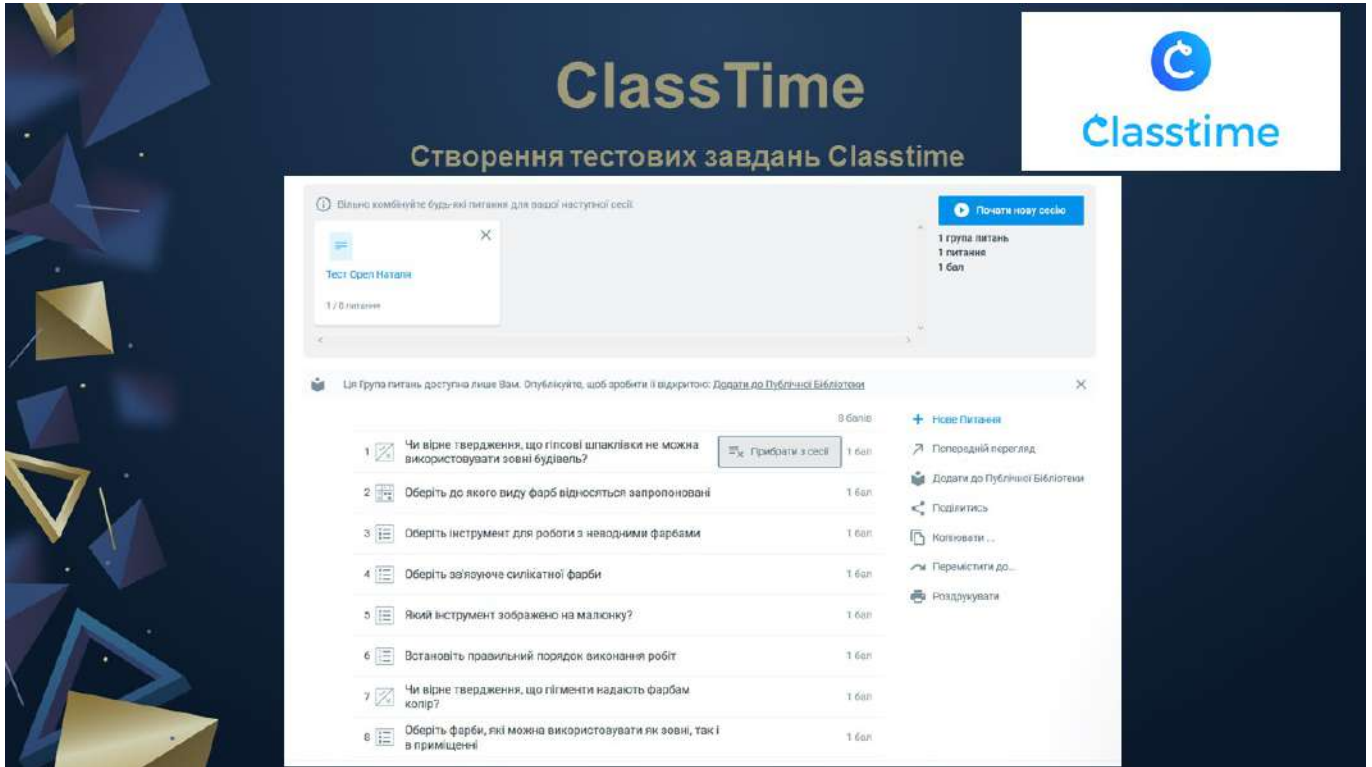 ClassTime
Classtime
Створення тестових завдань Classtime
Вільно комбінуйте будь-які питання для вашої наступної сесії
Почати нову сесію
1 група питань
1 питання
1 бал
Тест Орел Наталя
1 / 8 питання
Ця Група питань доступна лише Вам. Опублікуйте, щоб зробити її відкритою: Додати до Публічної Бібліотеки
8 балів
1 Чи вірне твердження, що гіпсові шпаклівки не можна
використовувати зовні будівель?
Прибрати з сесії
1 бал
2 Оберіть до якого виду фарб відносяться запропоновані
1 бал
3 Оберіть інструмент для роботи з неводними фарбами
1 бал
4 Оберіть зв'язуюче силікатної фарби
1 бал
5 Який інструмент зображено на малюнку?
1 бал
6 Встановіть правильний порядок виконання робіт
1 бал
7 Чи вірне твердження, що пігменти надають фарбам
колір?
1 бал
8 Оберіть фарби, які можна використовувати як зовні, так і
в приміщенні
1 бал
Нове Питання
Попередній перегляд
Додати до Публічної Бібліотеки
Поділитись
Копіювати ...
Перемістити до...
Роздрукувати